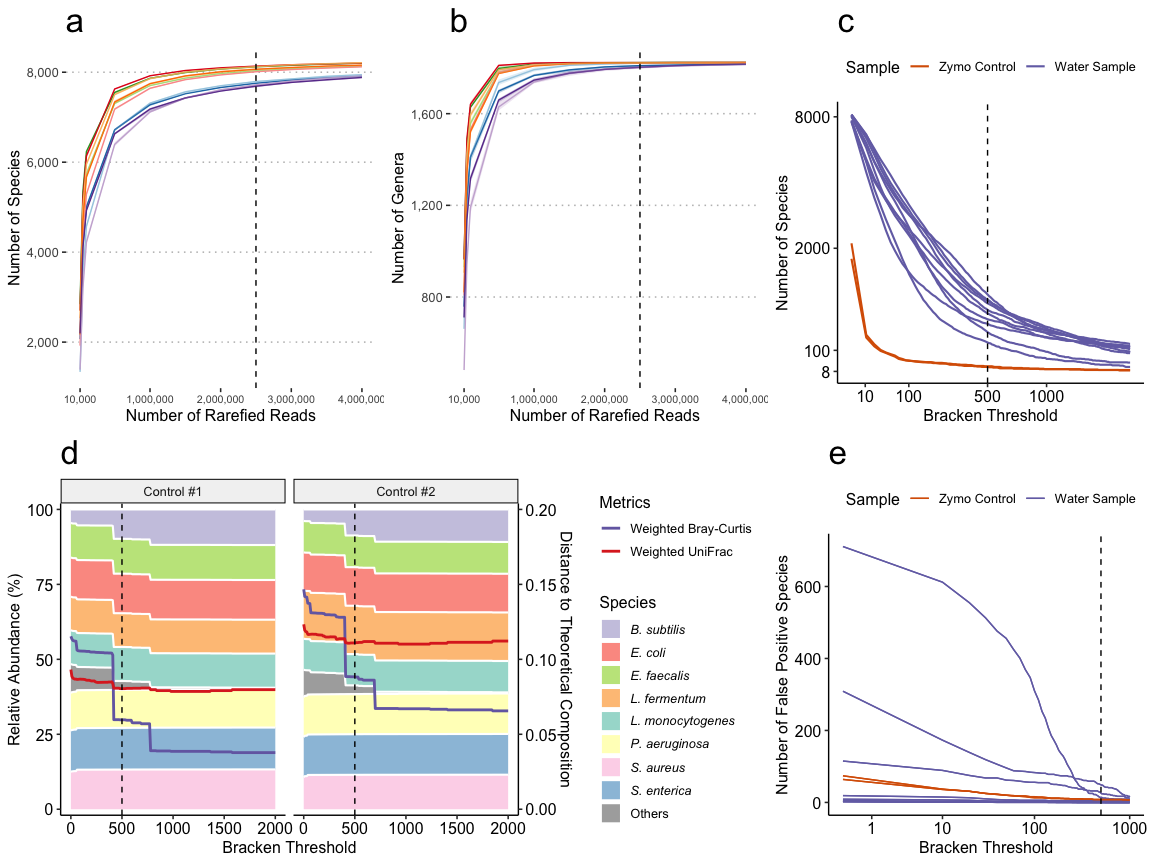 a
Number of Species
8,000
6,000
4,000
2,000
10,000 1,000,000 2,000,000 3,000,000 4,000,000
Number of Rarefied Reads
b
Number of Genera
1,600
1,200
800
10,000 1,000,000 2,000,000 3,000,000 4,000,000
Number of Rarefied Reads
c
Sample Zymo Control Water Sample
Number of Species
8000
2000
100
8
10 100 500 1000
Bracken Threshold
d
Control #1 Control #2
Relative Abundance (%)
100
75
50
25
0
0 500 1000 1500 2000 0 500 1000 1500 2000
Bracken Threshold
0.20
0.15
0.10
0.05
0.00
Distance to Theoretical Composition
Metrics
Weighted Bray-Curtis
Weighted UniFrac
Species
B. subtilis
E. coli
E. faecalis
L. fermentum
L. monocytogenes
P. aeruginosa
S. aureus
S. enterica
Others
e
Sample Zymo Control Water Sample
Number of False Positive Species
600
400
200
0
1 10 100 1000
Bracken Threshold